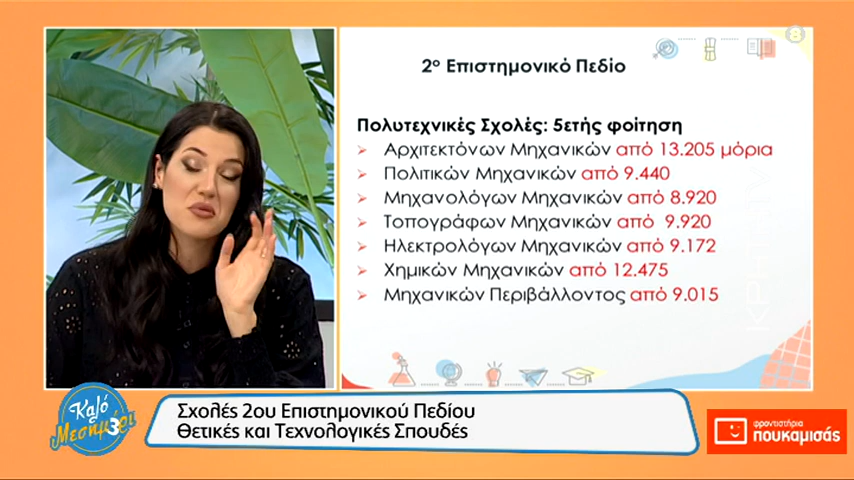 2ο Επιστημονικό Πεδίο
Πολυτεχνικές Σχολές: 5ετής φοίτηση
Αρχιτεκτόνων Μηχανικών από 13.205 μόρια
Πολιτικών Μηχανικών από 9.440
Μηχανολόγων Μηχανικών από 8.920
Τοπογράφων Μηχανικών από 9.920
Ηλεκτρολόγων Μηχανικών από 9.172
Χημικών Μηχανικών από 12.475
Μηχανικών Περιβάλλοντος από 9.015
Καλό
Μεσημέρι
3
Σχολές 2ου Επιστημονικού Πεδίου
Θετικές και Τεχνολογικές Σπουδές
φροντιστήρια
πουκαμισάς